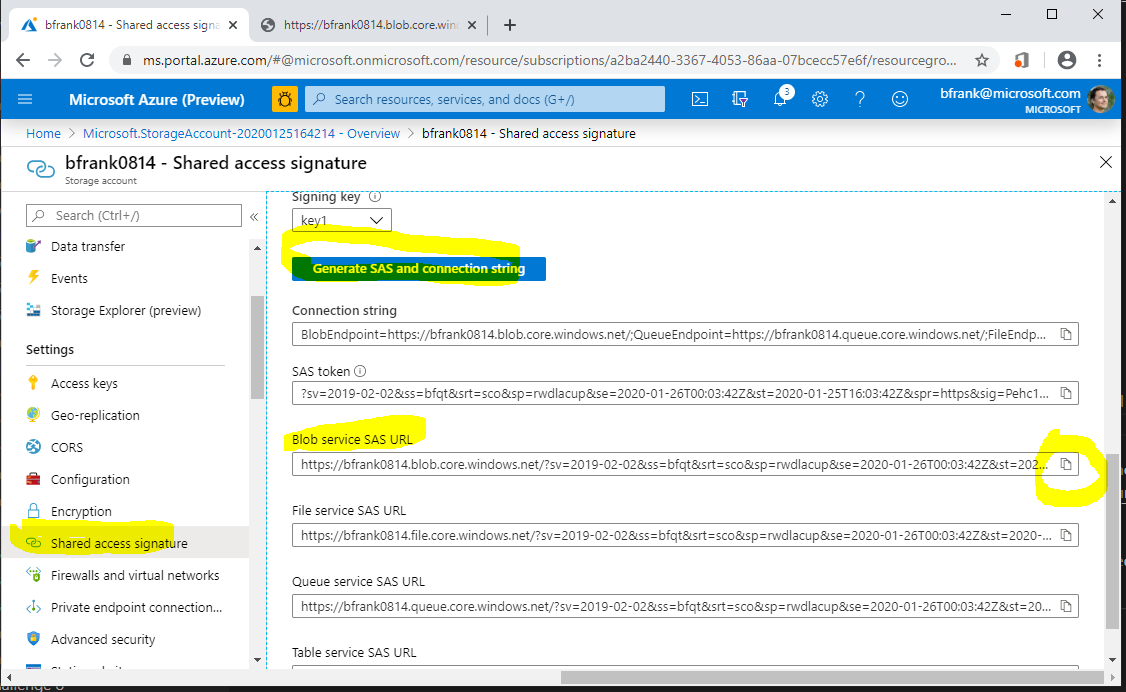 bfrank0814 - Shared access signa
https://bfrank0814.blob.core.win
ms.portal.azure.com/#@microsoft.onmicrosoft.com/resource/subscriptions/a2ba2440-3367-4053-86aa-07bcecc57e6f/resourcegro...
Microsoft Azure (Preview)
Search resources, services, and docs (G+/)
3
bfrank@microsoft.com
MICROSOFT
Home > Microsoft.StorageAccount-20200125164214 - Overview > bfrank0814 - Shared access signature
bfrank0814 - Shared access signature
Storage account
Search (Ctrl+/)
Data transfer
Events
Storage Explorer (preview)
Settings
Access keys
Geo-replication
CORS
Configuration
Encryption
Shared access signature
Firewalls and virtual networks
Private endpoint connection...
Advanced security
Signing key
key1
Generate SAS and connection string
Connection string
BlobEndpoint=https://bfrank0814.blob.core.windows.net/;QueueEndpoint=https://bfrank0814.queue.core.windows.net/;FileEndp...
SAS token
?sv=2019-02-02&ss=bfqt&srt=sco&sp=rwdlacup&se=2020-01-26T00:03:42Z&st=2020-01-25T16:03:42Z&spr=https&sig=Pehc1...
Blob service SAS URL
https://bfrank0814.blob.core.windows.net/?sv=2019-02-02&ss=bfqt&srt=sco&sp=rwdlacup&se=2020-01-26T00:03:42Z&st=202...
File service SAS URL
https://bfrank0814.file.core.windows.net/?sv=2019-02-02&ss=bfqt&srt=sco&sp=rwdlacup&se=2020-01-26T00:03:42Z&st=2020-...
Queue service SAS URL
https://bfrank0814.queue.core.windows.net/?sv=2019-02-02&ss=bfqt&srt=sco&sp=rwdlacup&se=2020-01-26T00:03:42Z&st=20...
Table service SAS URL